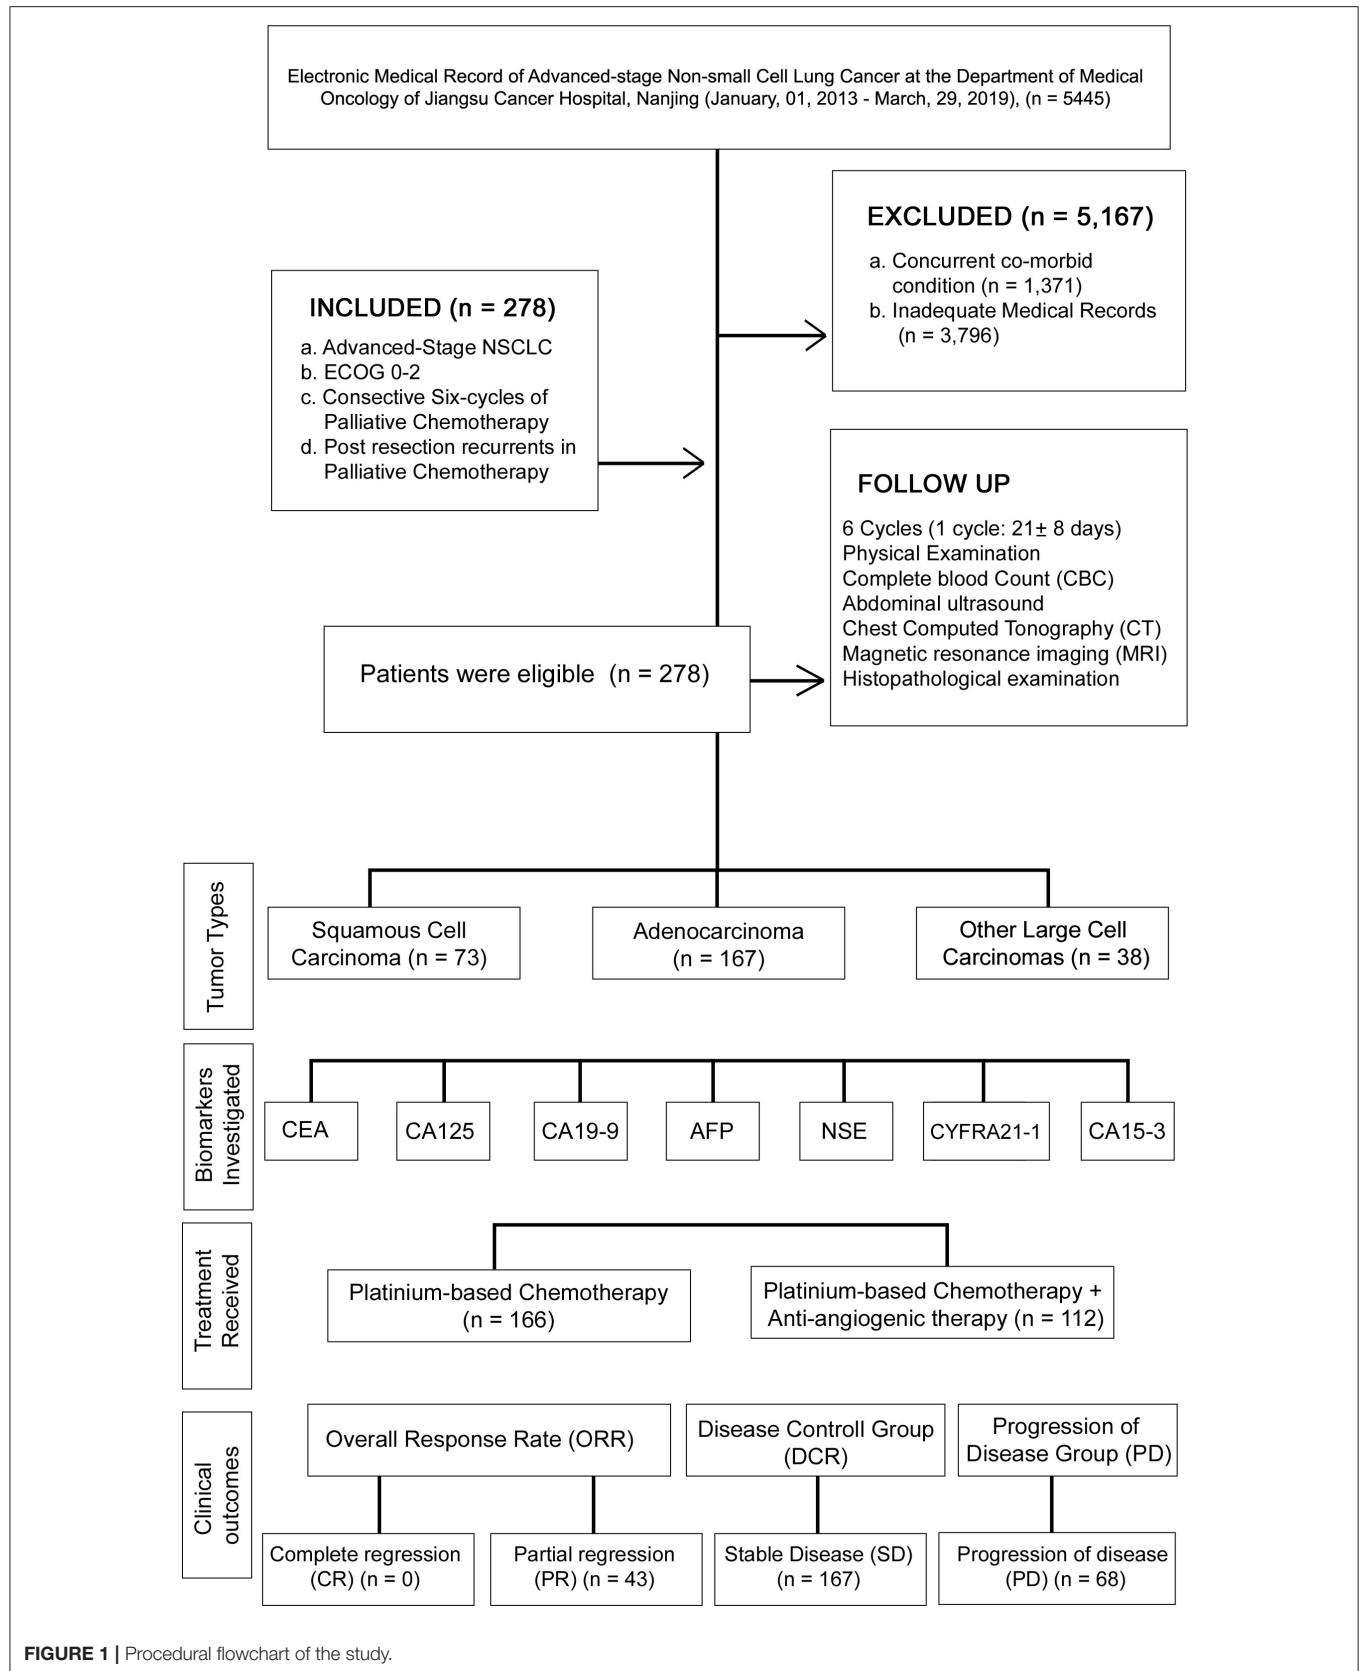 Electronic Medical Record of Advanced-stage Non-small Cell Lung Cancer at the Department of Medical
Oncology of Jiangsu Cancer Hospital, Nanjing (January, 01, 2013 - March, 29, 2019), (n = 5445)
EXCLUDED (n = 5,167)
a. Concurrent co-morbid
condition (n = 1,371)
b. Inadequate Medical Records
(n = 3,796)
INCLUDED (n = 278)
a. Advanced-Stage NSCLC
b. ECOG 0-2
c. Consective Six-cycles of
Palliative Chemotherapy
d. Post resection recurrents in
Palliative Chemotherapy
FOLLOW UP
6 Cycles (1 cycle: 21± 8 days)
Physical Examination
Complete blood Count (CBC)
Abdominal ultrasound
Chest Computed Tonography (CT)
Magnetic resonance imaging (MRI)
Histopathological examination
Patients were eligible (n = 278)
Tumor Types
Squamous Cell
Carcinoma (n = 73)
Adenocarcinoma
(n = 167)
Other Large Cell
Carcinomas (n = 38)
Biomarkers
Investigated
CEA
CA125
CA19-9
AFP
NSE
CYFRA21-1
CA15-3
Treatment
Received
Platinium-based Chemotherapy
(n = 166)
Platinium-based Chemotherapy +
Anti-angiogenic therapy (n = 112)
Clinical
outcomes
Overall Response Rate (ORR)
Disease Controll Group
(DCR)
Progression of
Disease Group (PD)
Complete regression
(CR) (n = 0)
Partial regression
(PR) (n = 43)
Stable Disease (SD)
(n = 167)
Progression of disease
(PD) (n = 68)
FIGURE 1 | Procedural flowchart of the study.